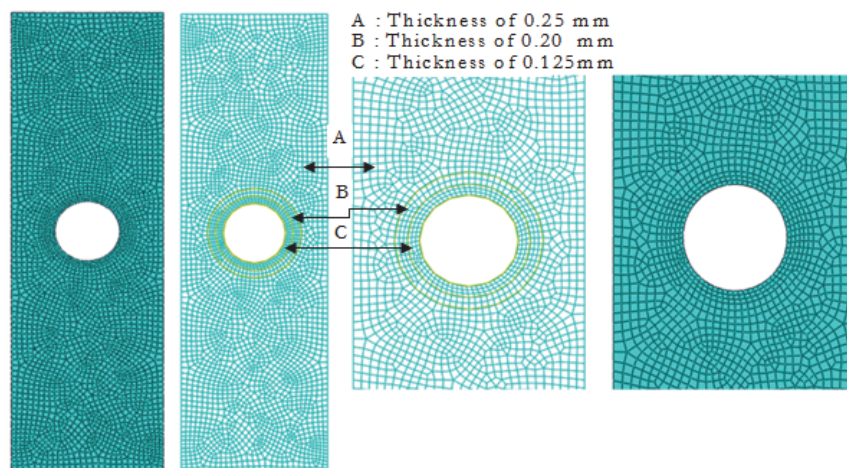 A : Thickness of 0.25 mm
B : Thickness of 0.20 mm
C : Thickness of 0.125mm
A
B
C